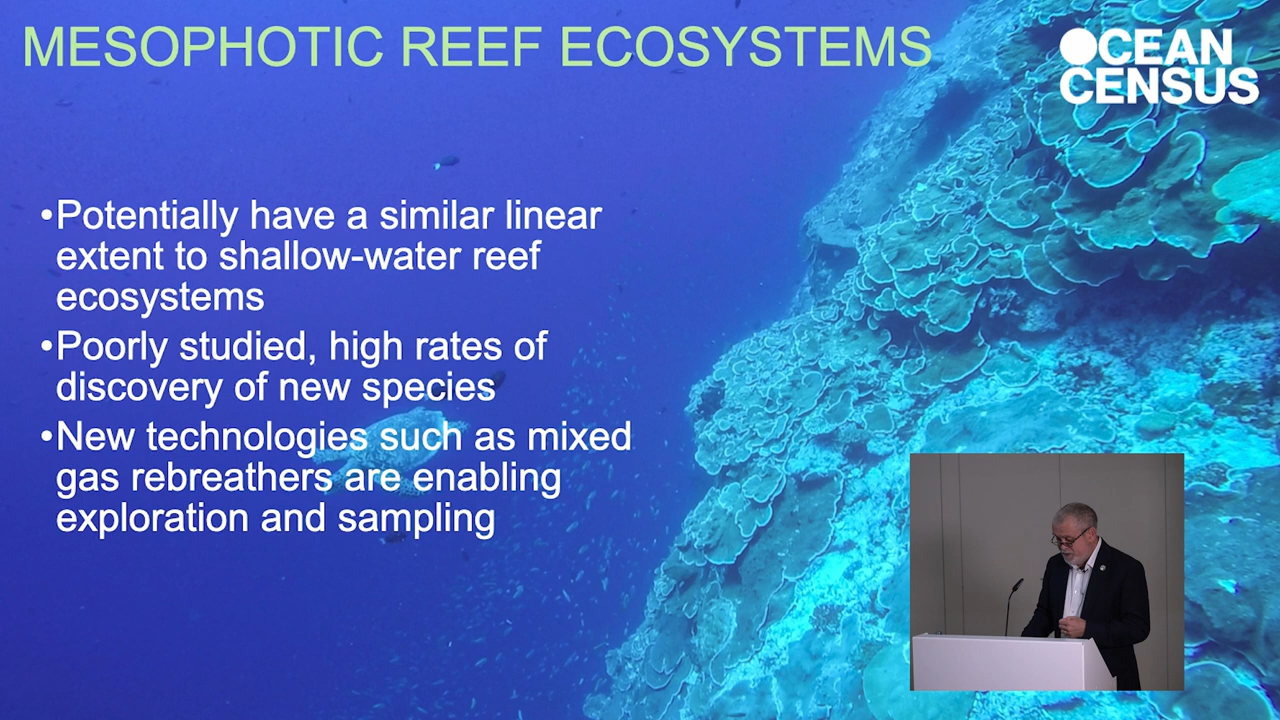 MESOPHOTIC REEF ECOSYSTEMS
OCEAN
CENSUS
•Potentially have a similar linear
extent to shallow-water reef
ecosystems
•Poorly studied, high rates of
discovery of new species
•New technologies such as mixed
gas rebreathers are enabling
exploration and sampling